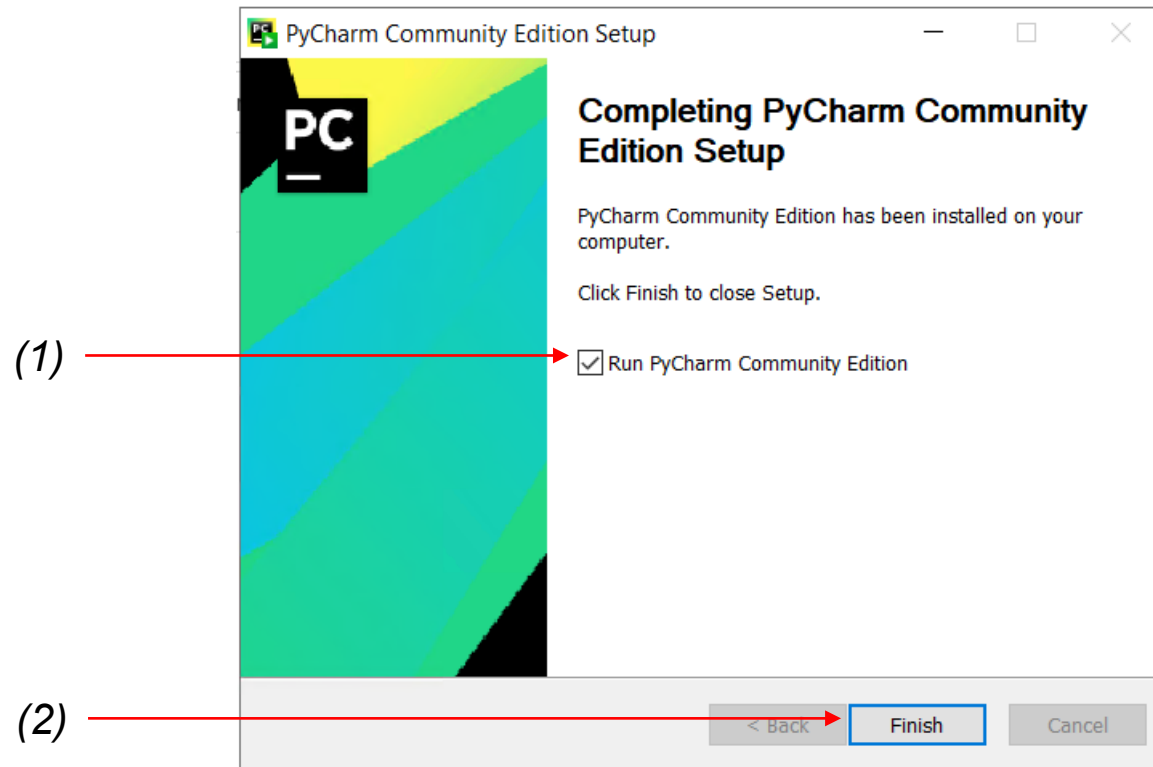 PyCharm Community Edition Setup
PC
Completing PyCharm Community
Edition Setup
PyCharm Community Edition has been installed on your
computer.
Click Finish to close Setup.
(1)
Run PyCharm Community Edition
(2)
< Back
Finish
Cancel